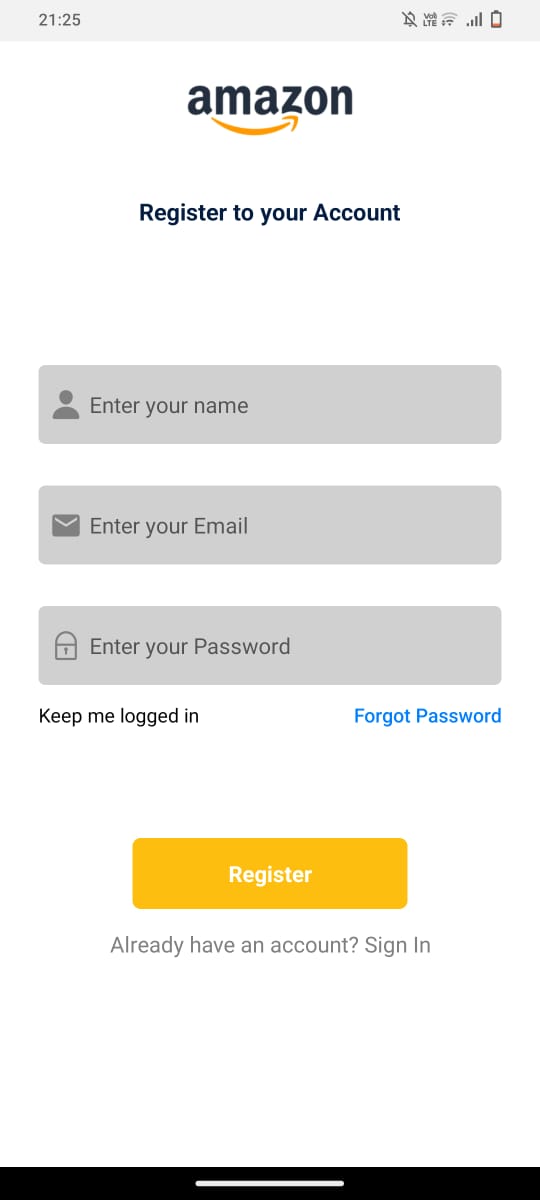 21:25
Vo) LTE
amazon
Register to your Account
Enter your name
Enter your Email
Enter your Password
Keep me logged in Forgot Password
Register
Already have an account? Sign In